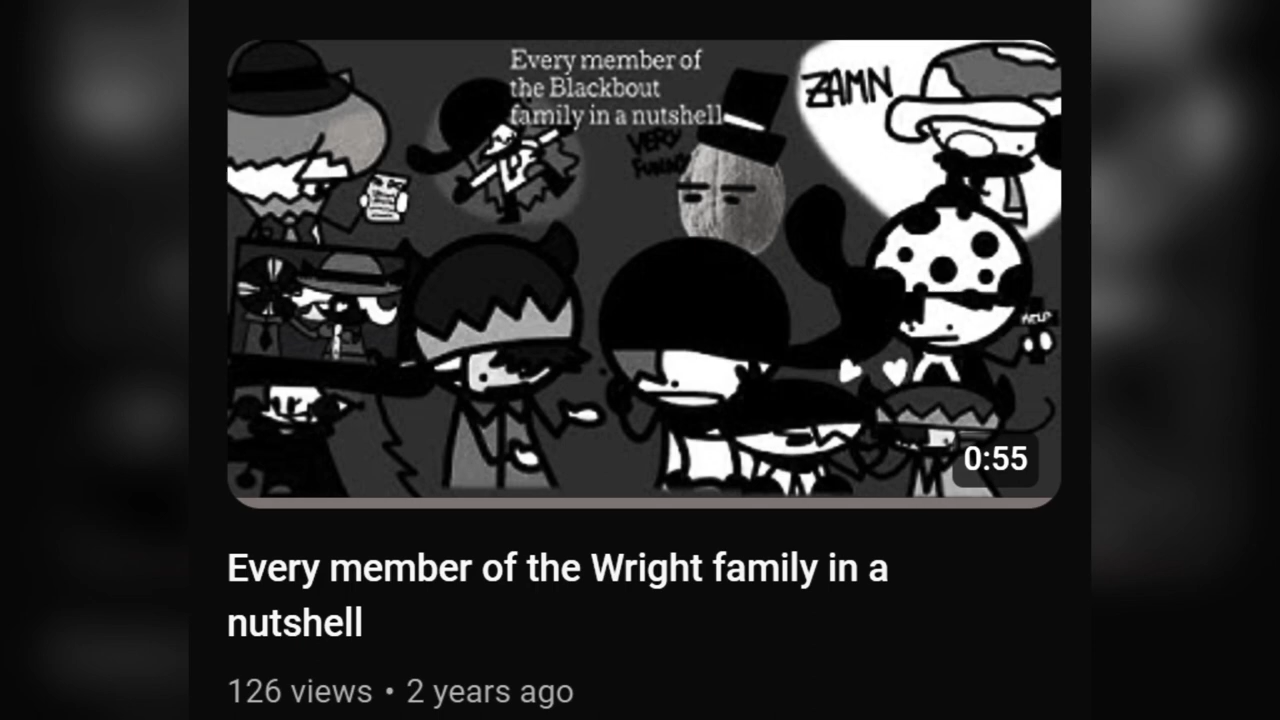 Every member of
the Blackbout
family in a nutshell
ZAMN
VERY
HELP
0:55
Every member of the Wright family in a
nutshell
126 views • 2 years ago